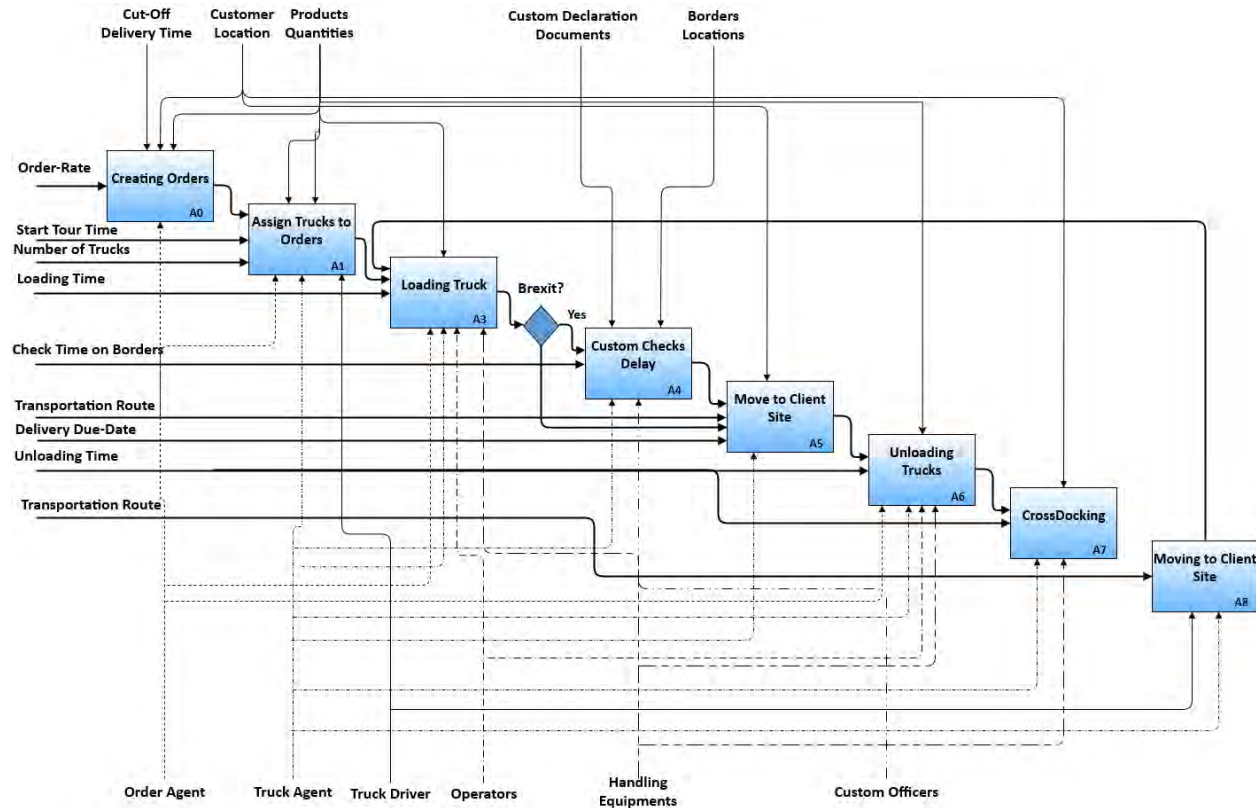 Cut-Off
Delivery Time
Customer
Location
Products
Quantities
Custom Declaration
Documents
Borders
Locations
Order-Rate
Creating Orders
A0
Start Tour Time
Number of Trucks
Assign Trucks to
Orders
A1
Loading Time
Loading Truck
A3
Brexit?
Yes
Check Time on Borders
Custom Checks
Delay
A4
Transportation Route
Delivery Due-Date
Move to Client
Site
A5
Unloading Time
Unloading
Trucks
A6
Transportation Route
CrossDocking
A7
Moving to Client
Site
A8
Order Agent
Truck Agent
Truck Driver
Operators
Handling
Equipments
Custom Officers